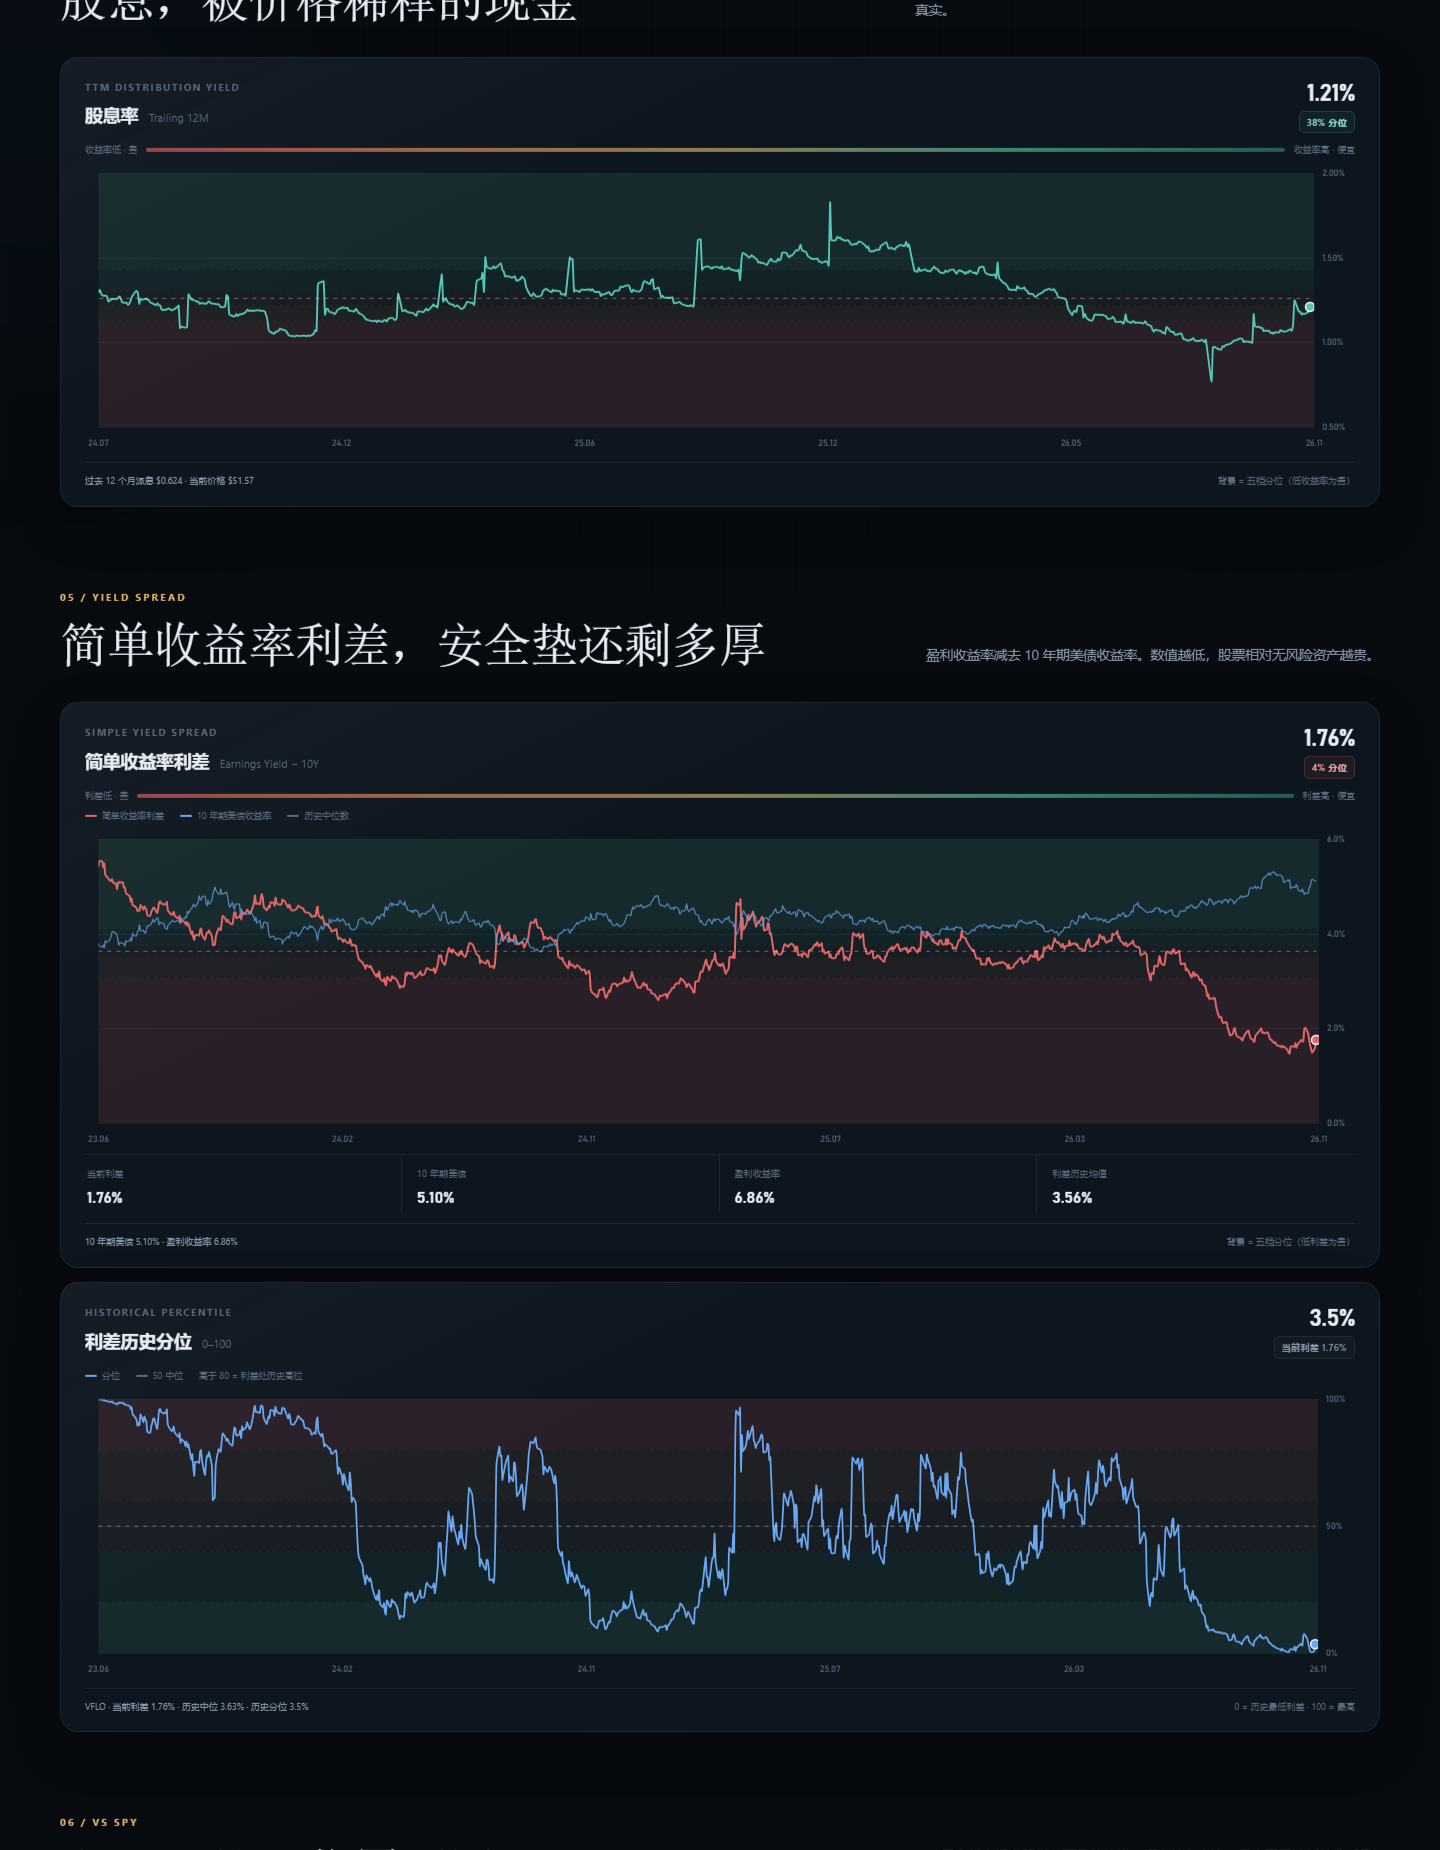 股息，被价格稀释的现金
真实。
TTM DISTRIBUTION YIELD
股息率 Trailing 12M
1.21%
38% 分位
收益率低 · 贵
收益率高 · 便宜
2.00%
1.50%
1.00%
0.50%
24.07 24.12 25.06 25.12 26.05 26.11
过去 12 个月派息 $0.624 · 当前价格 $51.57
背景 = 五档分位（低收益率为贵）
05 / YIELD SPREAD
简单收益率利差，安全垫还剩多厚
盈利收益率减去 10 年期美债收益率。数值越低，股票相对无风险资产越贵。
SIMPLE YIELD SPREAD
简单收益率利差 Earnings Yield − 10Y
1.76%
4% 分位
利差低 · 贵
利差高 · 便宜
简单收益率利差 10 年期美债收益率 历史中位数
6.0%
4.0%
2.0%
0.0%
23.06 24.02 24.11 25.07 26.03 26.11
当前利差 10 年期美债 盈利收益率 利差历史均值
1.76% 5.10% 6.86% 3.56%
10 年期美债 5.10% · 盈利收益率 6.86%
背景 = 五档分位（低利差为贵）
HISTORICAL PERCENTILE
利差历史分位 0–100
3.5%
当前利差 1.76%
分位 50 中位 高于 80 = 利差处历史高位
100%
50%
0%
23.06 24.02 24.11 25.07 26.03 26.11
VFLO · 当前利差 1.76% · 历史中位 3.63% · 历史分位 3.5%
0 = 历史最低利差 · 100 = 最高
06 / VS SPY